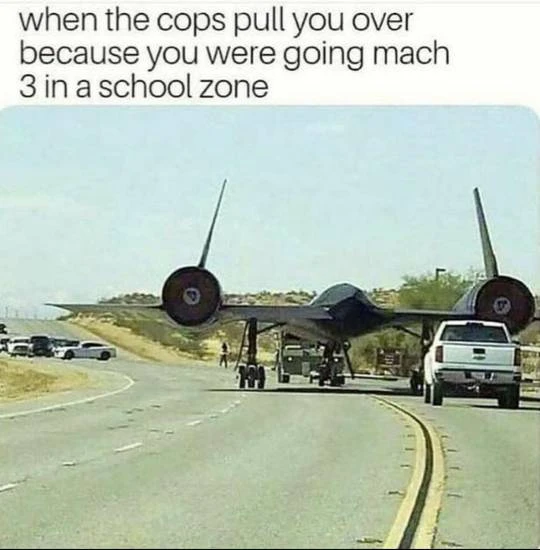 when the cops pull you over
because you were going mach
3 in a school zone